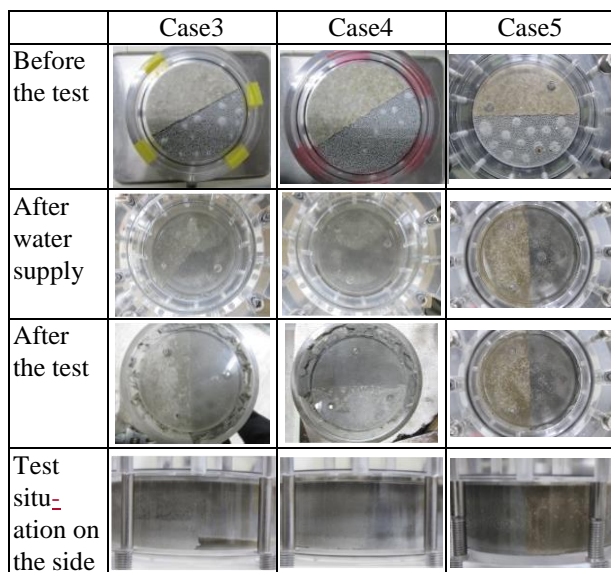 Case3 Case4 Case5
Before
the test
After
water
supply
After
the test
Test
situ-
ation on
the side